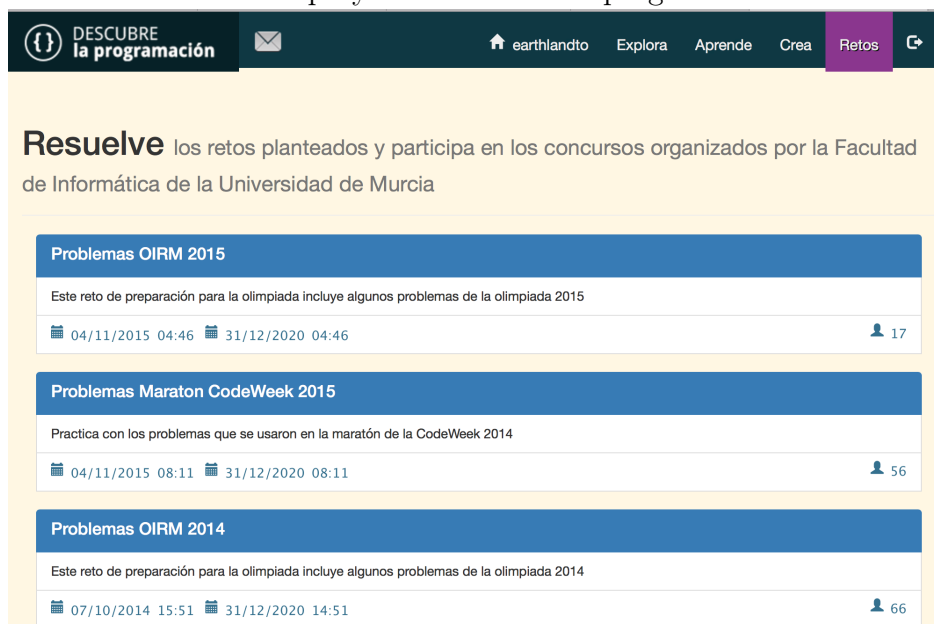 {} DESCUBRE
la programación
earthlandto Explora Aprende Crea Retos
Resuelve los retos planteados y participa en los concursos organizados por la Facultad
de Informática de la Universidad de Murcia
Problemas OIRM 2015
Este reto de preparación para la olimpiada incluye algunos problemas de la olimpiada 2015
04/11/2015 04:46 31/12/2020 04:46 17
Problemas Maraton CodeWeek 2015
Practica con los problemas que se usaron en la maratón de la CodeWeek 2014
04/11/2015 08:11 31/12/2020 08:11 56
Problemas OIRM 2014
Este reto de preparación para la olimpiada incluye algunos problemas de la olimpiada 2014
07/10/2014 15:51 31/12/2020 14:51 66